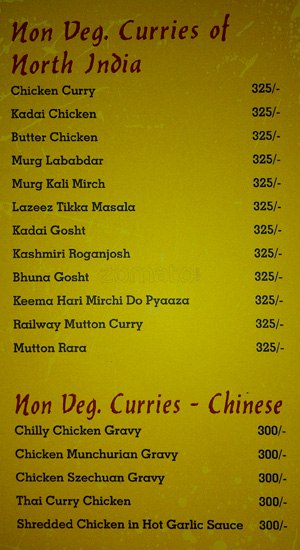 Non Veg. Curries of
North India
Chicken Curry 325/-
Kadai Chicken 325/-
Butter Chicken 325/-
Murg Lababdar 325/-
Murg Kali Mirch 325/-
Lazeez Tikka Masala 325/-
Kadai Gosht 325/-
Kashmiri Roganjosh 325/-
Bhuna Gosht 325/-
Keema Hari Mirchi Do Pyaaza 325/-
Railway Mutton Curry 325/-
Mutton Rara 325/-
Non Veg. Curries - Chinese
Chilly Chicken Gravy 300/-
Chicken Munchurian Gravy 300/-
Chicken Szechuan Gravy 300/-
Thai Curry Chicken 300/-
Shredded Chicken in Hot Garlic Sauce 300/-